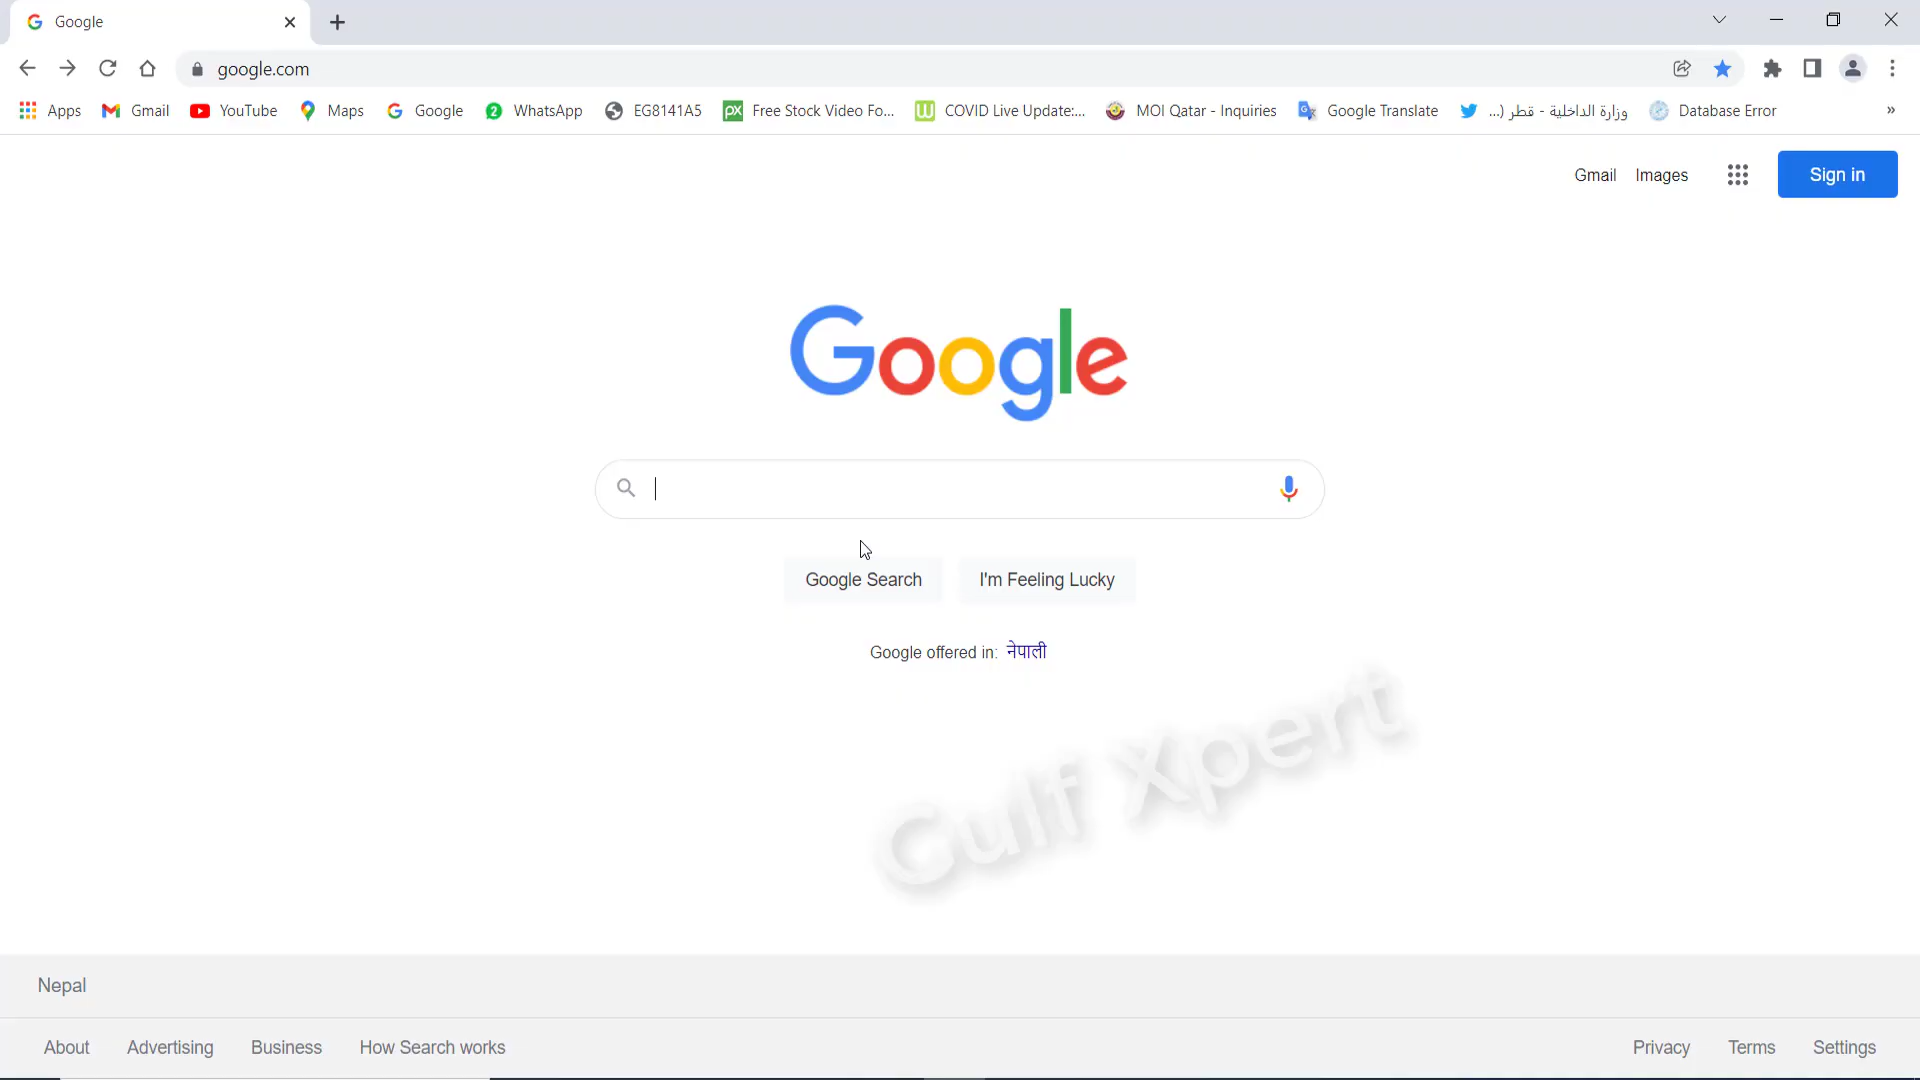 Google
google.com
Apps Gmail YouTube Maps Google WhatsApp EG8141A5 Free Stock Video Fo... COVID Live Update:... MOI Qatar - Inquiries Google Translate وزارة الداخلية - قطر (... Database Error »
Gmail Images Sign in
Google
Google Search I'm Feeling Lucky
Google offered in: नेपाली
Gulf Xpert
Nepal
About Advertising Business How Search works Privacy Terms Settings